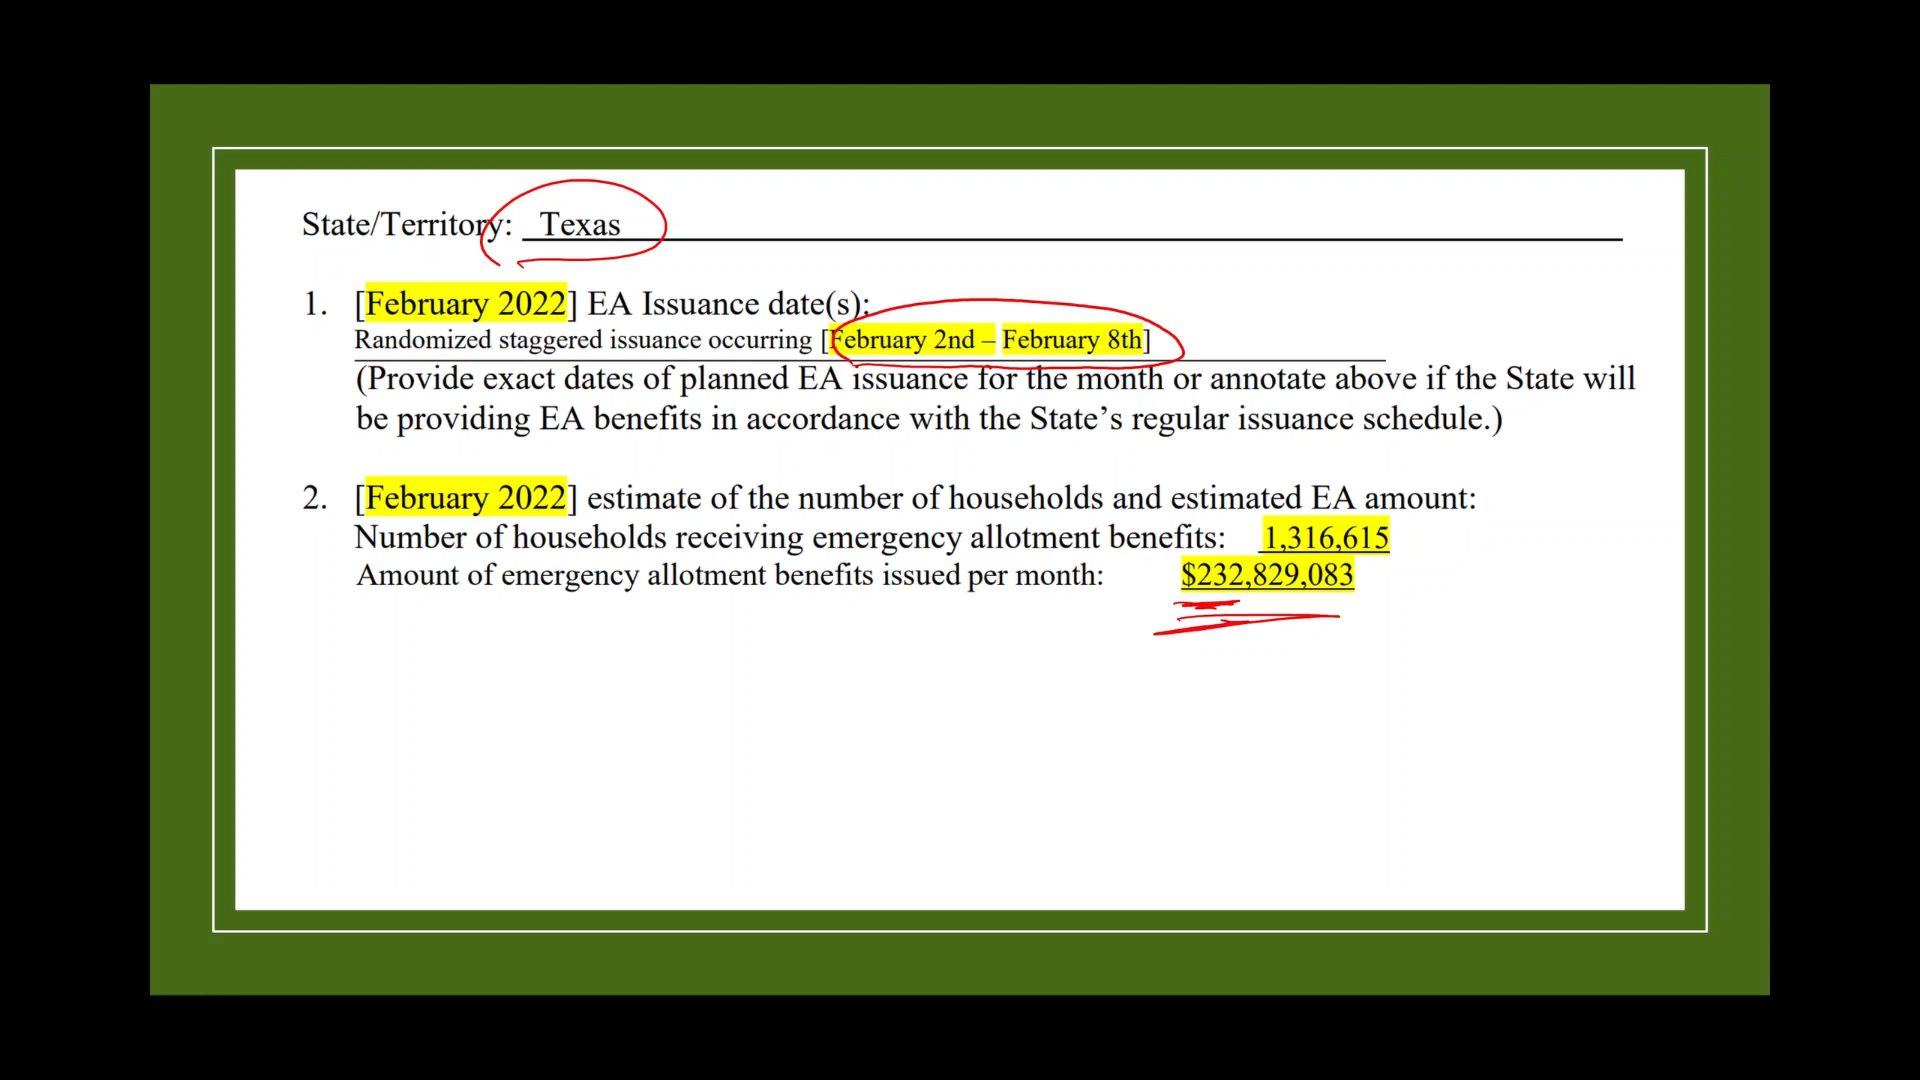 State/Territory: Texas
1. [February 2022] EA Issuance date(s):
Randomized staggered issuance occurring [February 2nd – February 8th]
(Provide exact dates of planned EA issuance for the month or annotate above if the State will
be providing EA benefits in accordance with the State’s regular issuance schedule.)
2. [February 2022] estimate of the number of households and estimated EA amount:
Number of households receiving emergency allotment benefits: 1,316,615
Amount of emergency allotment benefits issued per month: $232,829,083